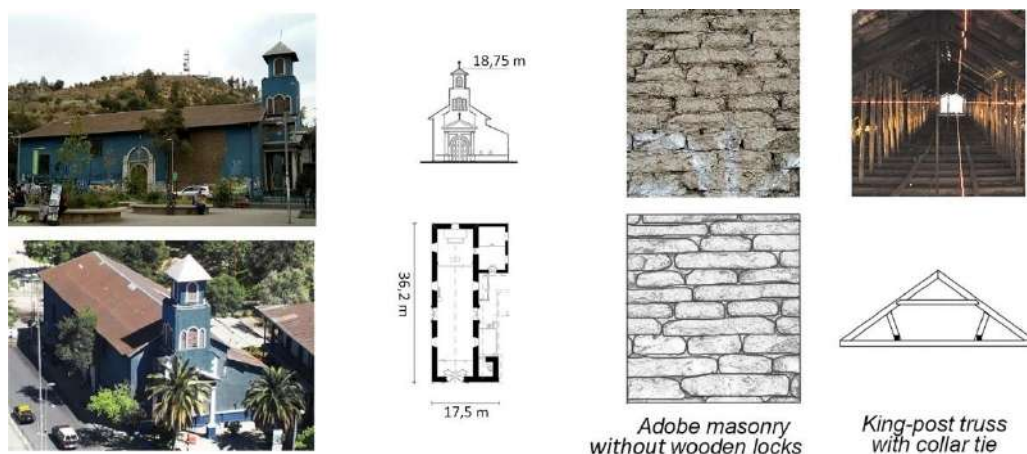 18,75 m
36,2 m
17,5 m
Adobe masonry
without wooden locks
King-post truss
with collar tie